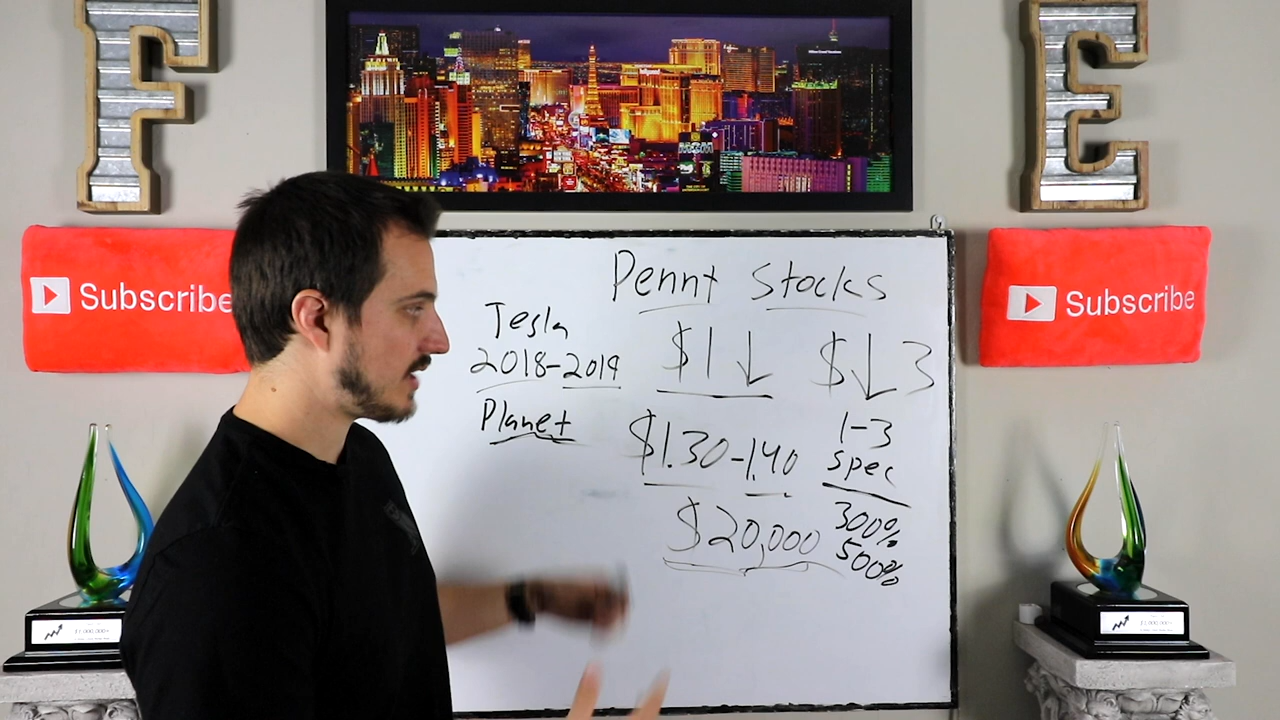 F
E
Subscribe
Subscribe
Pennt Stocks
Tesla
2018-2019
Planet
$1↓
$↓3
$1.30-1.40
1-3
spec
$20,000
300%
500%